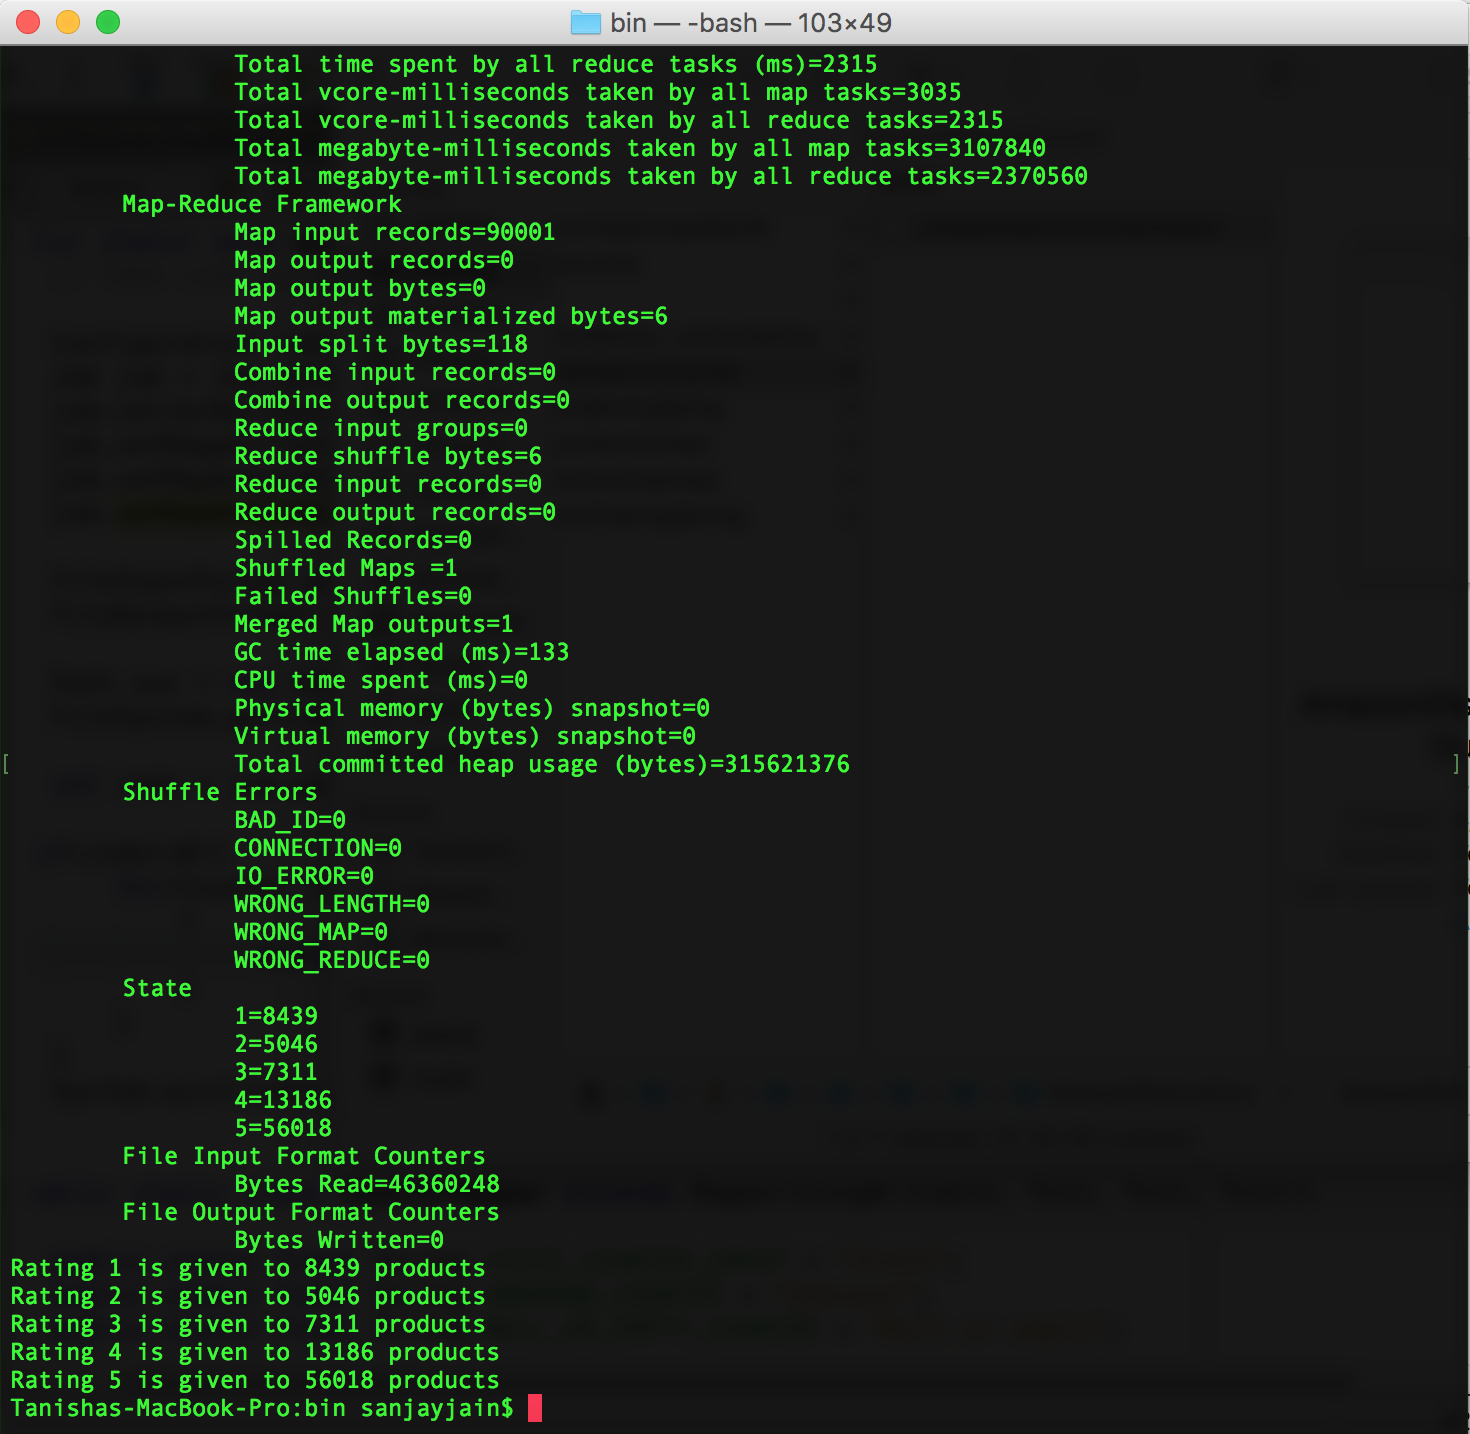 bin — -bash — 103×49
Total time spent by all reduce tasks (ms)=2315
Total vcore-milliseconds taken by all map tasks=3035
Total vcore-milliseconds taken by all reduce tasks=2315
Total megabyte-milliseconds taken by all map tasks=3107840
Total megabyte-milliseconds taken by all reduce tasks=2370560
Map-Reduce Framework
Map input records=90001
Map output records=0
Map output bytes=0
Map output materialized bytes=6
Input split bytes=118
Combine input records=0
Combine output records=0
Reduce input groups=0
Reduce shuffle bytes=6
Reduce input records=0
Reduce output records=0
Spilled Records=0
Shuffled Maps =1
Failed Shuffles=0
Merged Map outputs=1
GC time elapsed (ms)=133
CPU time spent (ms)=0
Physical memory (bytes) snapshot=0
Virtual memory (bytes) snapshot=0
[ Total committed heap usage (bytes)=315621376 ]
Shuffle Errors
BAD_ID=0
CONNECTION=0
IO_ERROR=0
WRONG_LENGTH=0
WRONG_MAP=0
WRONG_REDUCE=0
State
1=8439
2=5046
3=7311
4=13186
5=56018
File Input Format Counters
Bytes Read=46360248
File Output Format Counters
Bytes Written=0
Rating 1 is given to 8439 products
Rating 2 is given to 5046 products
Rating 3 is given to 7311 products
Rating 4 is given to 13186 products
Rating 5 is given to 56018 products
Tanishas-MacBook-Pro:bin sanjayjain$